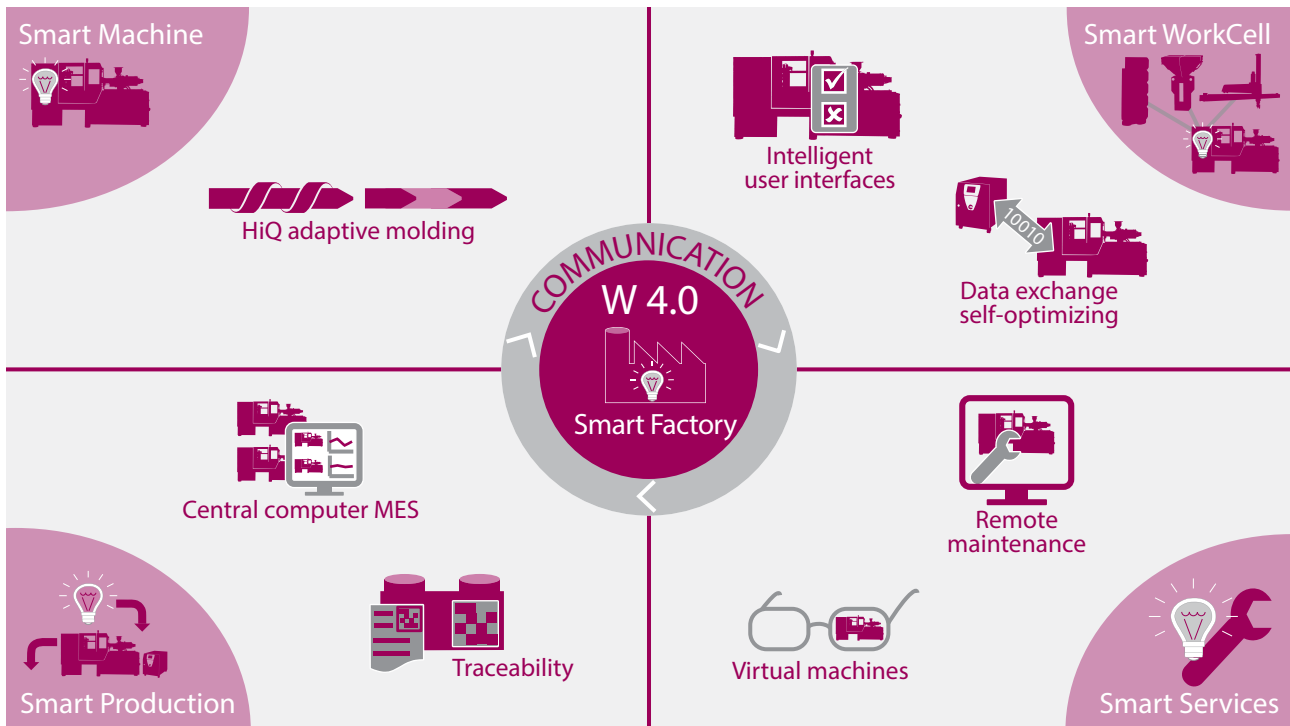 Smart Machine
HiQ adaptive molding
Intelligent
user interfaces
Smart WorkCell
10010
Data exchange
self-optimizing
COMMUNICATION
W 4.0
Smart Factory
Central computer MES
Traceability
Smart Production
Remote
maintenance
Virtual machines
Smart Services